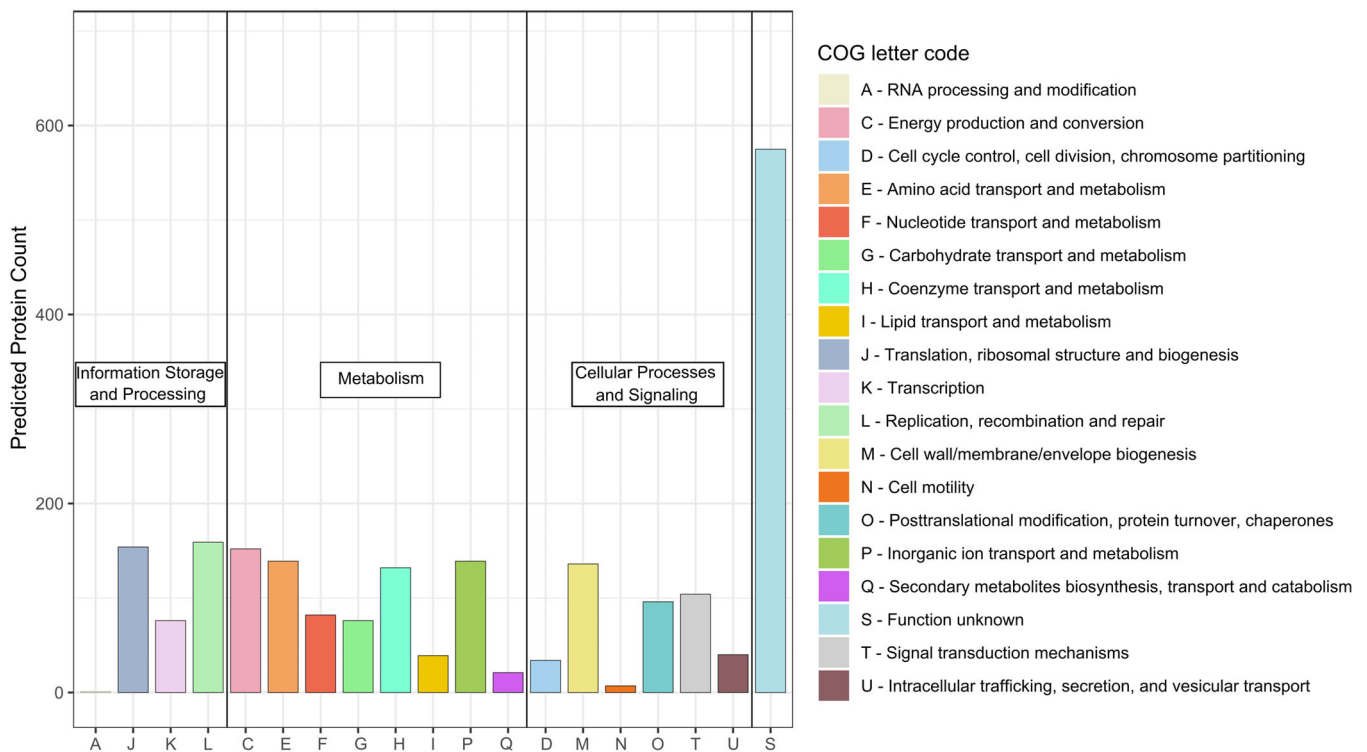 Predicted Protein Count
600
400
200
0
Information Storage
and Processing
Metabolism
Cellular Processes
and Signaling
A J K L C E F G H I P Q D M N O T U S
COG letter code
A - RNA processing and modification
C - Energy production and conversion
D - Cell cycle control, cell division, chromosome partitioning
E - Amino acid transport and metabolism
F - Nucleotide transport and metabolism
G - Carbohydrate transport and metabolism
H - Coenzyme transport and metabolism
I - Lipid transport and metabolism
J - Translation, ribosomal structure and biogenesis
K - Transcription
L - Replication, recombination and repair
M - Cell wall/membrane/envelope biogenesis
N - Cell motility
O - Posttranslational modification, protein turnover, chaperones
P - Inorganic ion transport and metabolism
Q - Secondary metabolites biosynthesis, transport and catabolism
S - Function unknown
T - Signal transduction mechanisms
U - Intracellular trafficking, secretion, and vesicular transport